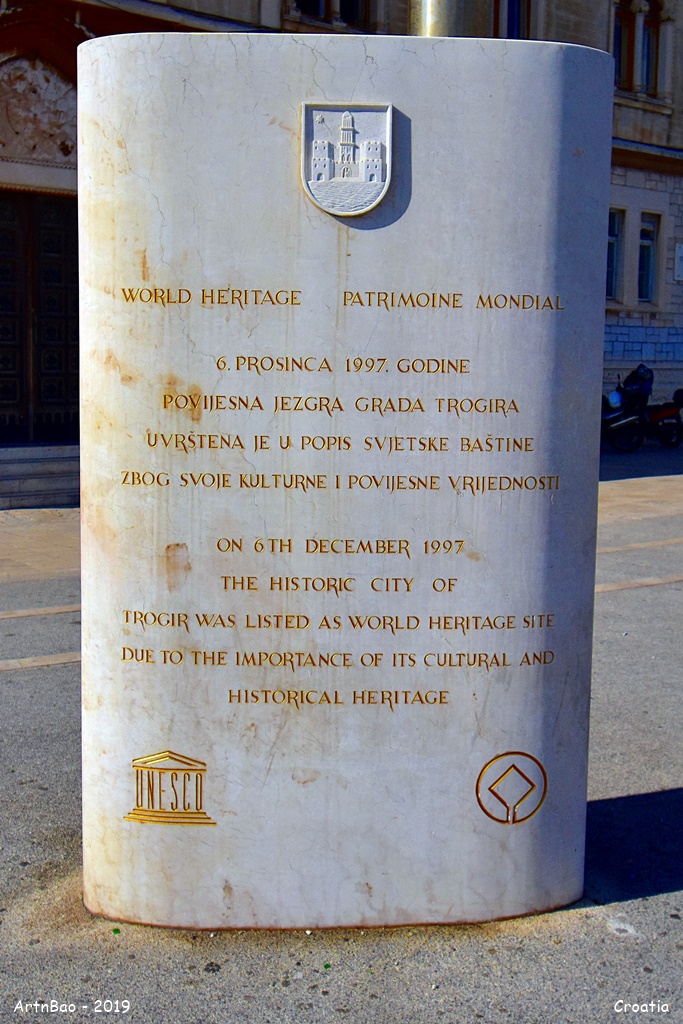 WORLD HERITAGE PATRIMOINE MONDIAL
6. PROSINCA 1997. GODINE
POVIJESNA JEZGRA GRADA TROGIRA
UVRŠTENA JE U POPIS SVJETSKE BAŠTINE
ZBOG SVOJE KULTURNE I POVIJESNE VRIJEDNOSTI
ON 6TH DECEMBER 1997
THE HISTORIC CITY OF
TROGIR WAS LISTED AS WORLD HERITAGE SITE
DUE TO THE IMPORTANCE OF ITS CULTURAL AND
HISTORICAL HERITAGE
UNESCO
ArtnBao - 2019
Croatia